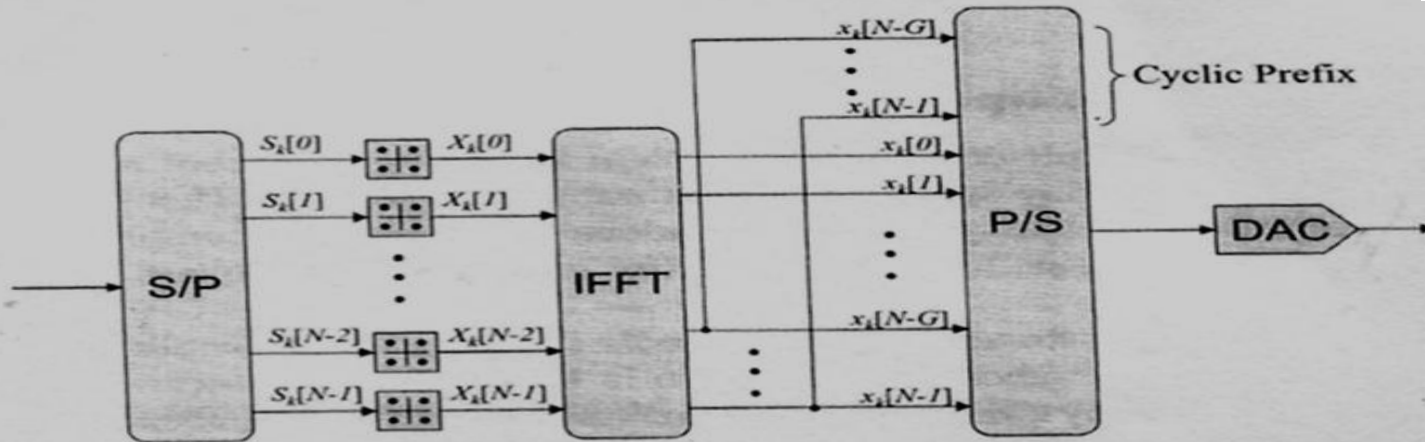 x_k[N-G]
Cyclic Prefix
x_k[N-1]
S_k[0] X_k[0] x_k[0]
S_k[1] X_k[1] x_k[1]
S/P IFFT P/S DAC
S_k[N-2] X_k[N-2] x_k[N-G]
S_k[N-1] X_k[N-1] x_k[N-1]